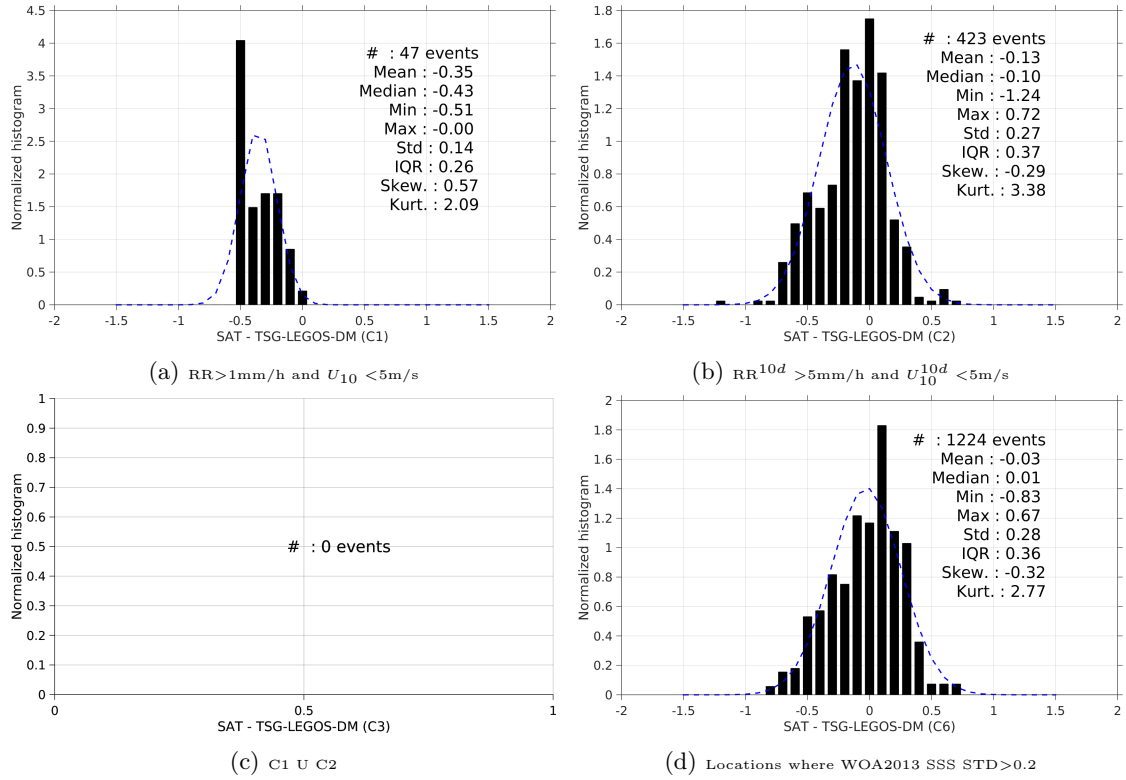 4.5
4
3.5
3
2.5
2
1.5
1
0.5
0
Normalized histogram
-2 -1.5 -1 -0.5 0 0.5 1 1.5 2
SAT - TSG-LEGOS-DM (C1)
# : 47 events
Mean : -0.35
Median : -0.43
Min : -0.51
Max : -0.00
Std : 0.14
IQR : 0.26
Skew. : 0.57
Kurt. : 2.09
(a) RR>1mm/h and U10 <5m/s
1.8
1.6
1.4
1.2
1
0.8
0.6
0.4
0.2
0
Normalized histogram
-2 -1.5 -1 -0.5 0 0.5 1 1.5 2
SAT - TSG-LEGOS-DM (C2)
# : 423 events
Mean : -0.13
Median : -0.10
Min : -1.24
Max : 0.72
Std : 0.27
IQR : 0.37
Skew. : -0.29
Kurt. : 3.38
(b) RR^10d >5mm/h and U_10^10d <5m/s
1
0.9
0.8
0.7
0.6
0.5
0.4
0.3
0.2
0.1
0
Normalized histogram
0 0.5 1
SAT - TSG-LEGOS-DM (C3)
# : 0 events
(c) C1 U C2
2
1.8
1.6
1.4
1.2
1
0.8
0.6
0.4
0.2
0
Normalized histogram
-2 -1.5 -1 -0.5 0 0.5 1 1.5 2
SAT - TSG-LEGOS-DM (C6)
# : 1224 events
Mean : -0.03
Median : 0.01
Min : -0.83
Max : 0.67
Std : 0.28
IQR : 0.36
Skew. : -0.32
Kurt. : 2.77
(d) Locations where WOA2013 SSS STD>0.2